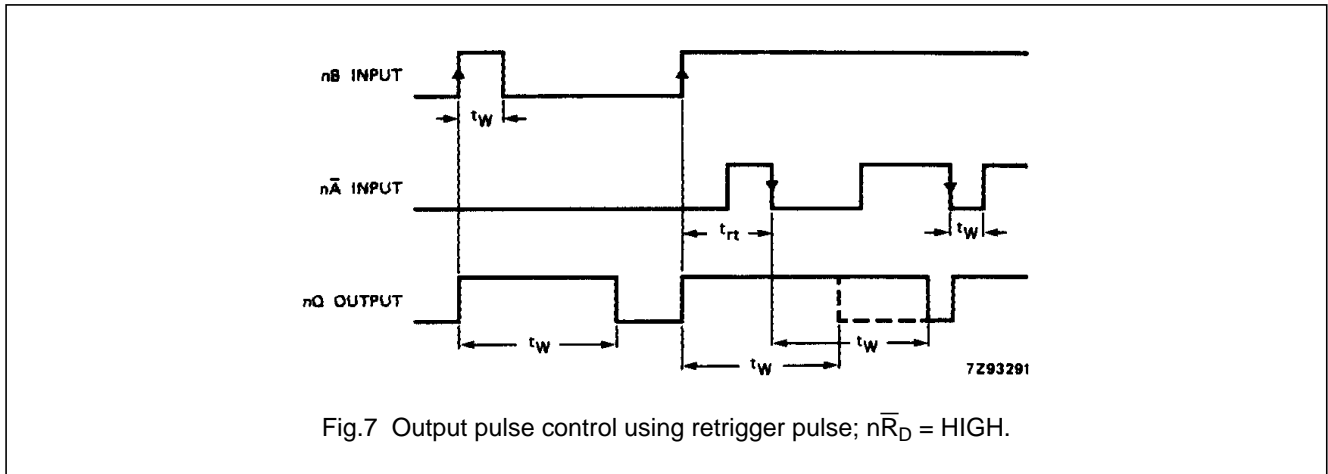 nB INPUT
tW
nA̅ INPUT
trt
tW
nQ OUTPUT
tW
tW
tW
7Z93291
Fig.7 Output pulse control using retrigger pulse; nR̅D = HIGH.